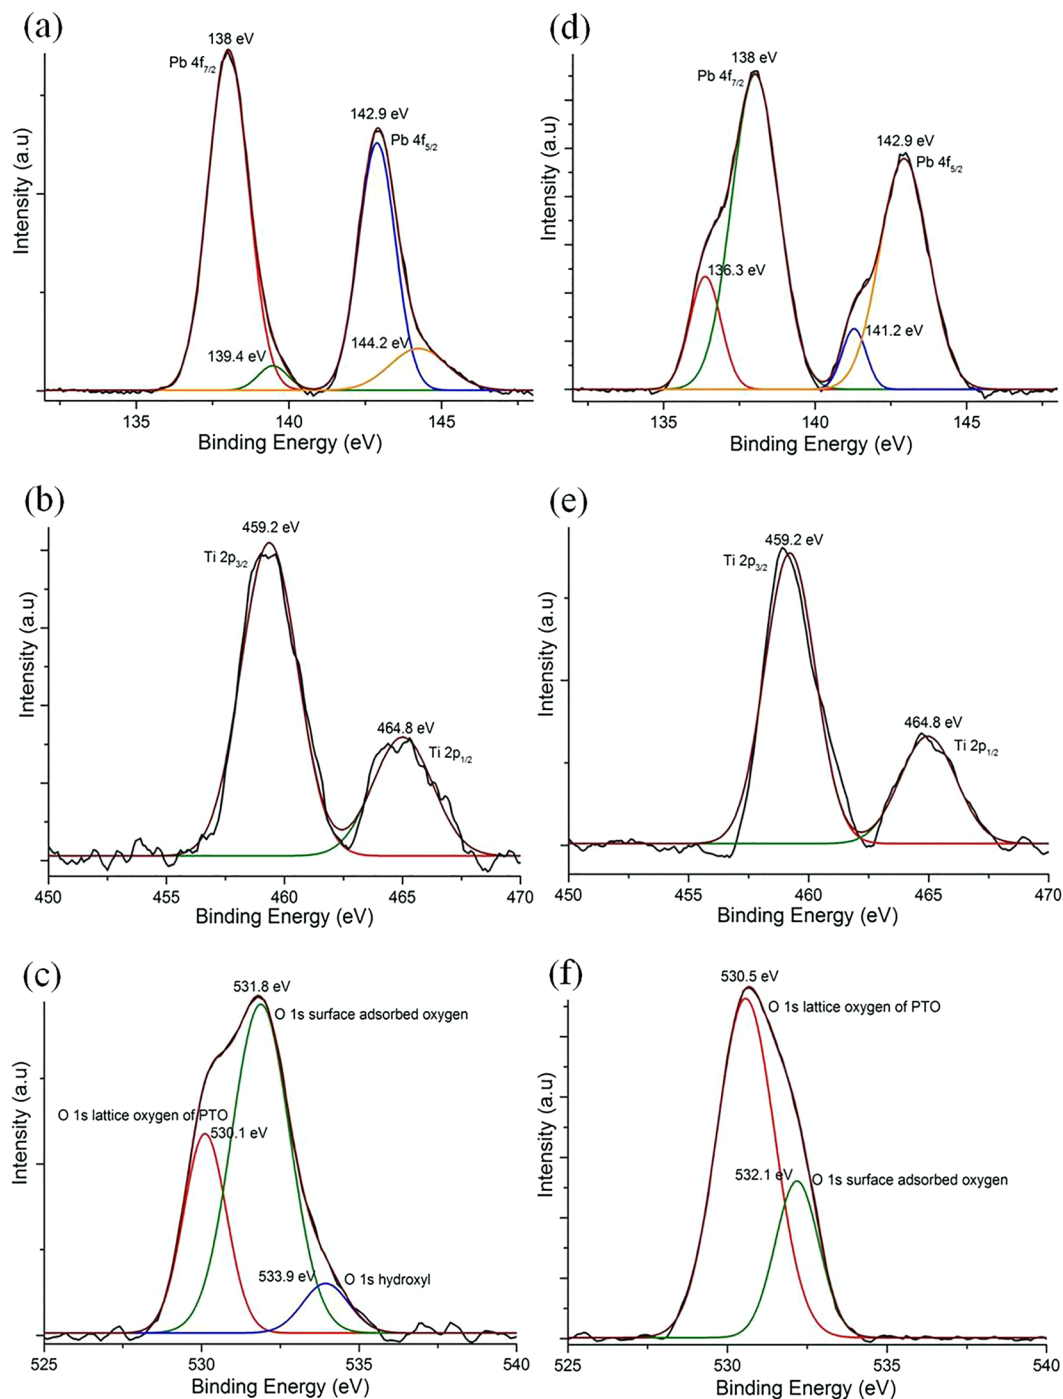 (a)
138 eV
Pb 4f7/2
142.9 eV
Pb 4f5/2
139.4 eV
144.2 eV
Intensity (a.u)
135 140 145
Binding Energy (eV)
(d)
138 eV
Pb 4f7/2
142.9 eV
Pb 4f5/2
136.3 eV
141.2 eV
Intensity (a.u)
135 140 145
Binding Energy (eV)
(b)
459.2 eV
Ti 2p3/2
464.8 eV
Ti 2p1/2
Intensity (a.u)
450 455 460 465 470
Binding Energy (eV)
(e)
459.2 eV
Ti 2p3/2
464.8 eV
Ti 2p1/2
Intensity (a.u)
450 455 460 465 470
Binding Energy (eV)
(c)
531.8 eV
O 1s surface adsorbed oxygen
O 1s lattice oxygen of PTO
530.1 eV
533.9 eV
O 1s hydroxyl
Intensity (a.u)
525 530 535 540
Binding Energy (eV)
(f)
530.5 eV
O 1s lattice oxygen of PTO
532.1 eV
O 1s surface adsorbed oxygen
Intensity (a.u)
525 530 535 540
Binding Energy (eV)